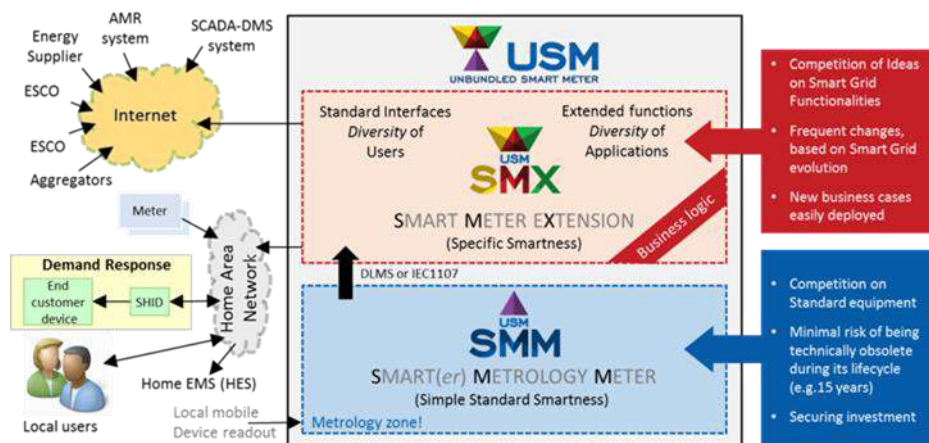 AMR
system
Energy
Supplier
SCADA-DMS
system
ESCO
Internet
ESCO
Aggregators
Meter
Demand Response
End
customer
device
SHID
Home Area
Network
Local users
Home EMS (HES)
Local mobile
Device readout
USM
UNBUNDLED SMART METER
Standard Interfaces
Diversity of
Users
Extended functions
Diversity of
Applications
USM
SMX
SMART METER EXTENSION
(Specific Smartness)
Business logic
DLMS or IEC1107
USM
SMM
SMART(er) METROLOGY METER
(Simple Standard Smartness)
Metrology zone!
• Competition of Ideas
on Smart Grid
Functionalities
• Frequent changes,
based on Smart Grid
evolution
• New business cases
easily deployed
• Competition on
Standard equipment
• Minimal risk of being
technically obsolete
during its lifecycle
(e.g.15 years)
• Securing investment